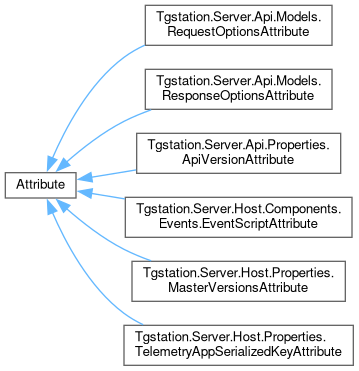 Tgstation.Server.Api.Models.
RequestOptionsAttribute
Tgstation.Server.Api.Models.
ResponseOptionsAttribute
Tgstation.Server.Api.Properties.
ApiVersionAttribute
Attribute
Tgstation.Server.Host.Components.
Events.EventScriptAttribute
Tgstation.Server.Host.Properties.
MasterVersionsAttribute
Tgstation.Server.Host.Properties.
TelemetryAppSerializedKeyAttribute